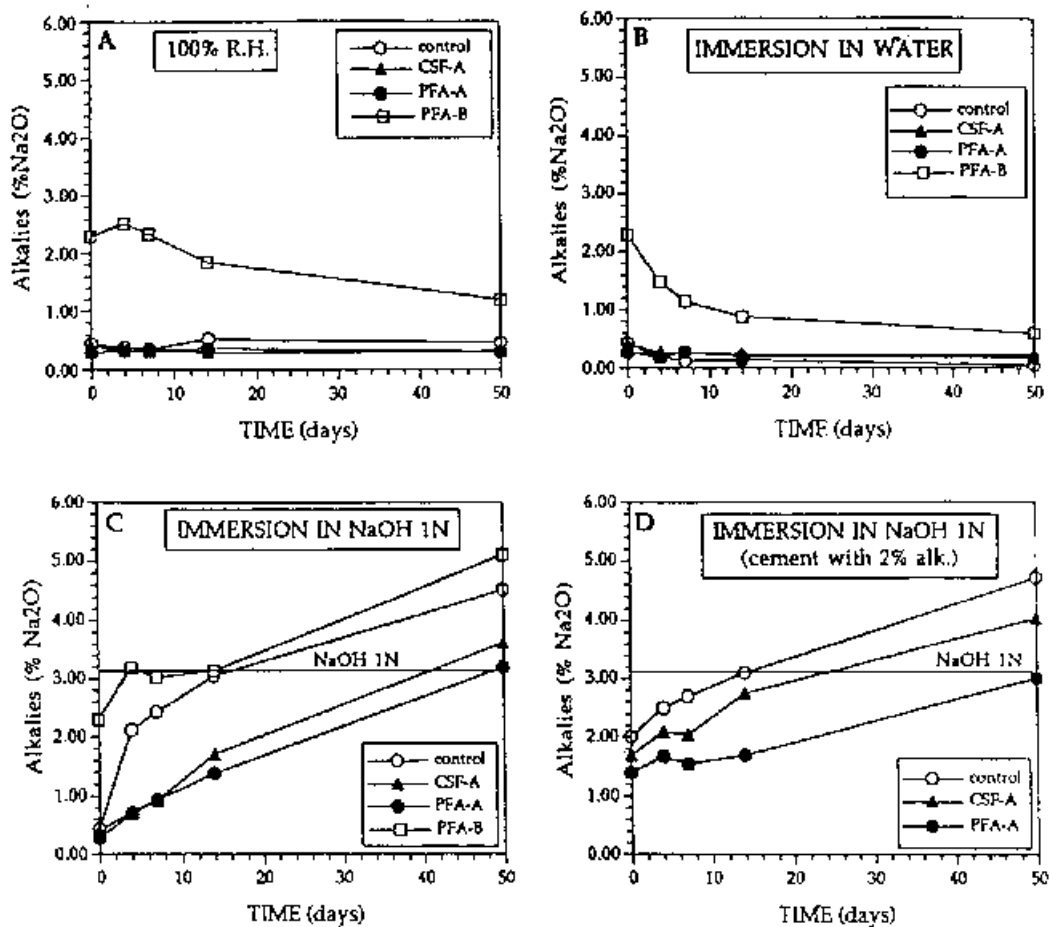 A
100% R.H.
control
CSF-A
PFA-A
PFA-B
Alkalies (%Na2O)
6.00
5.00
4.00
3.00
2.00
1.00
0.00
0 10 20 30 40 50
TIME (days)
B
IMMERSION IN WATER
control
CSF-A
PFA-A
PFA-B
Alkalies (%Na2O)
6.00
5.00
4.00
3.00
2.00
1.00
0.00
0 10 20 30 40 50
TIME (days)
C
IMMERSION IN NaOH 1N
NaOH 1N
control
CSF-A
PFA-A
PFA-B
Alkalies (% Na2O)
6.00
5.00
4.00
3.00
2.00
1.00
0.00
0 10 20 30 40 50
TIME (days)
D
IMMERSION IN NaOH 1N
(cement with 2% alk.)
NaOH 1N
control
CSF-A
PFA-A
Alkalies (% Na2O)
6.00
5.00
4.00
3.00
2.00
1.00
0.00
0 10 20 30 40 50
TIME (days)